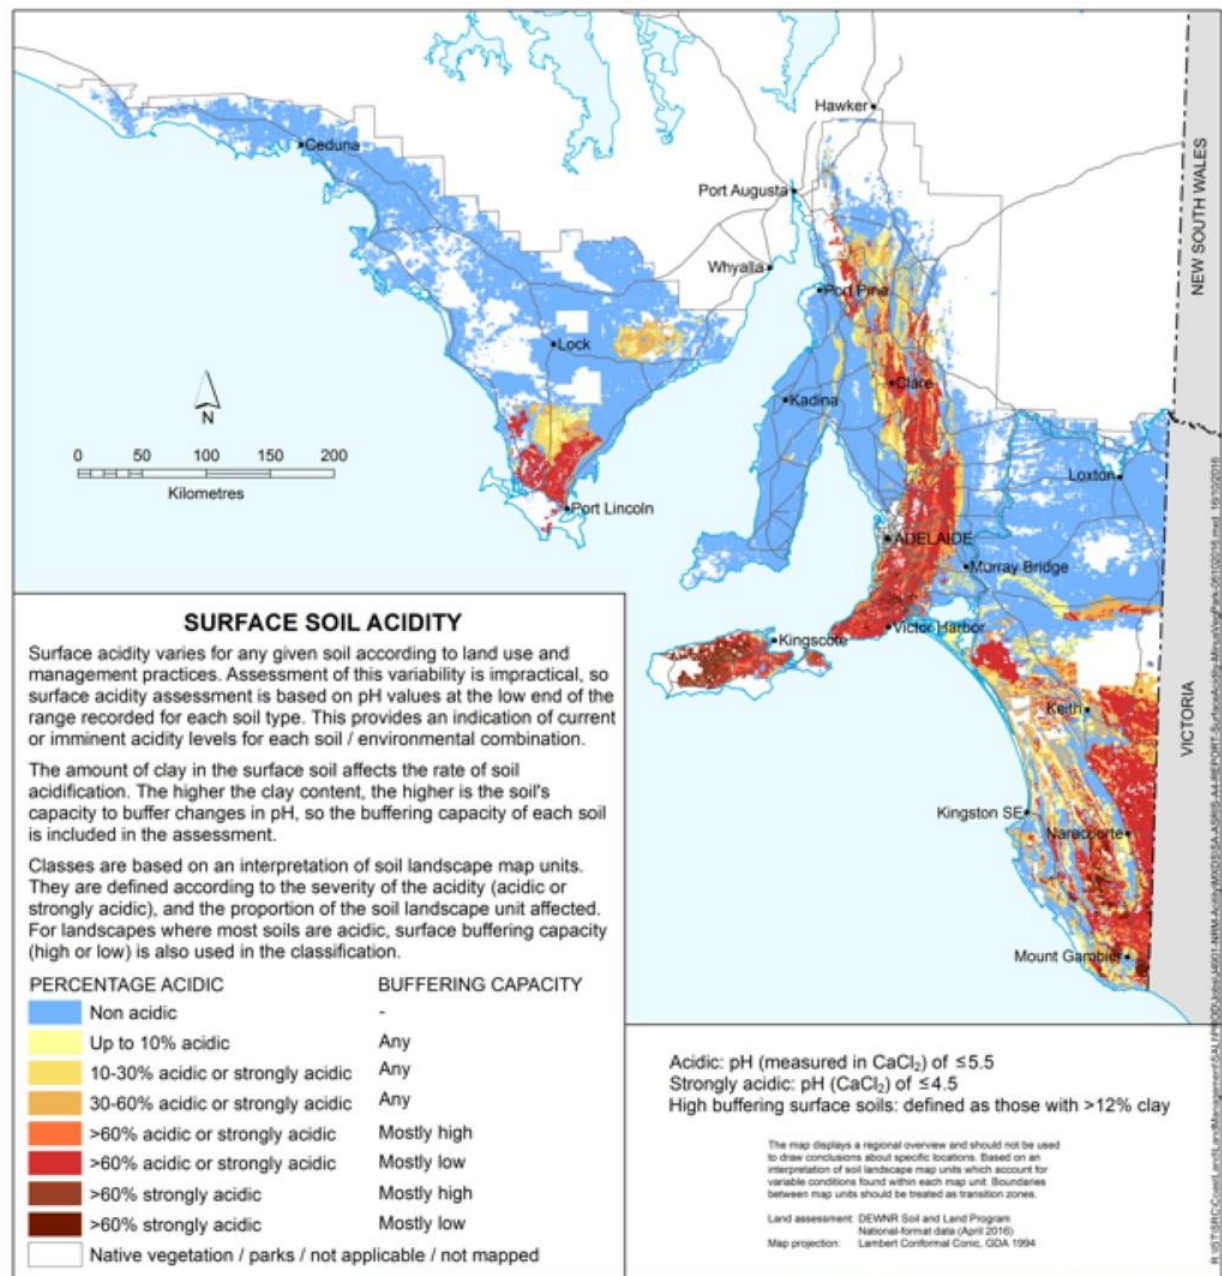 Hawker
Port Augusta
NEW SOUTH WALES
Ceduna
Whyalla
Port Pirie
Lock
Clare
Kadina
N
0 50 100 150 200
Kilometres
Loxton
Port Lincoln
ADELAIDE
Murray Bridge
Victor Harbor
Kingscote
Keith
VICTORIA
Kingston SE
Naracoorte
Mount Gambier
SURFACE SOIL ACIDITY
Surface acidity varies for any given soil according to land use and
management practices. Assessment of this variability is impractical, so
surface acidity assessment is based on pH values at the low end of the
range recorded for each soil type. This provides an indication of current
or imminent acidity levels for each soil / environmental combination.
The amount of clay in the surface soil affects the rate of soil
acidification. The higher the clay content, the higher is the soil's
capacity to buffer changes in pH, so the buffering capacity of each soil
is included in the assessment.
Classes are based on an interpretation of soil landscape map units.
They are defined according to the severity of the acidity (acidic or
strongly acidic), and the proportion of the soil landscape unit affected.
For landscapes where most soils are acidic, surface buffering capacity
(high or low) is also used in the classification.
PERCENTAGE ACIDIC BUFFERING CAPACITY
Non acidic -
Up to 10% acidic Any
10-30% acidic or strongly acidic Any
30-60% acidic or strongly acidic Any
>60% acidic or strongly acidic Mostly high
>60% acidic or strongly acidic Mostly low
>60% strongly acidic Mostly high
>60% strongly acidic Mostly low
Native vegetation / parks / not applicable / not mapped
Acidic: pH (measured in CaCl₂) of ≤5.5
Strongly acidic: pH (CaCl₂) of ≤4.5
High buffering surface soils: defined as those with >12% clay
The map displays a regional overview and should not be used
to draw conclusions about specific locations. Based on an
interpretation of soil landscape map units which account for
variable conditions found within each map unit. Boundaries
between map units should be treated as transition zones.
Land assessment: DEWNR Soil and Land Program
National-format data (April 2016)
Map projection: Lambert Conformal Conic, GDA 1994